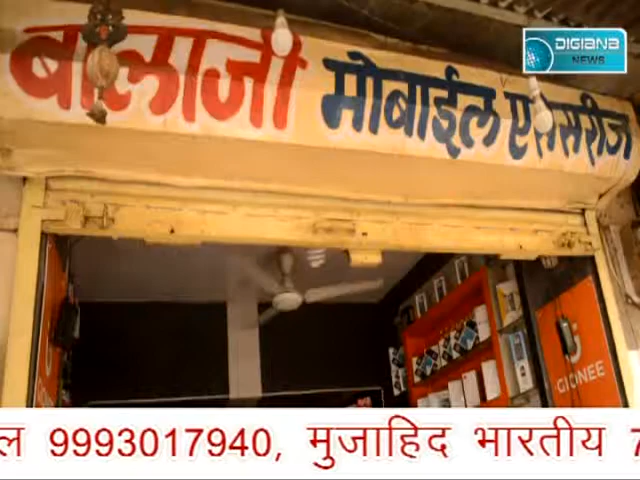 बालाजी मोबाईल एसेसरीज
DIGIANA
NEWS
GIONEE
ल 9993017940, मुजाहिद भारतीय 7